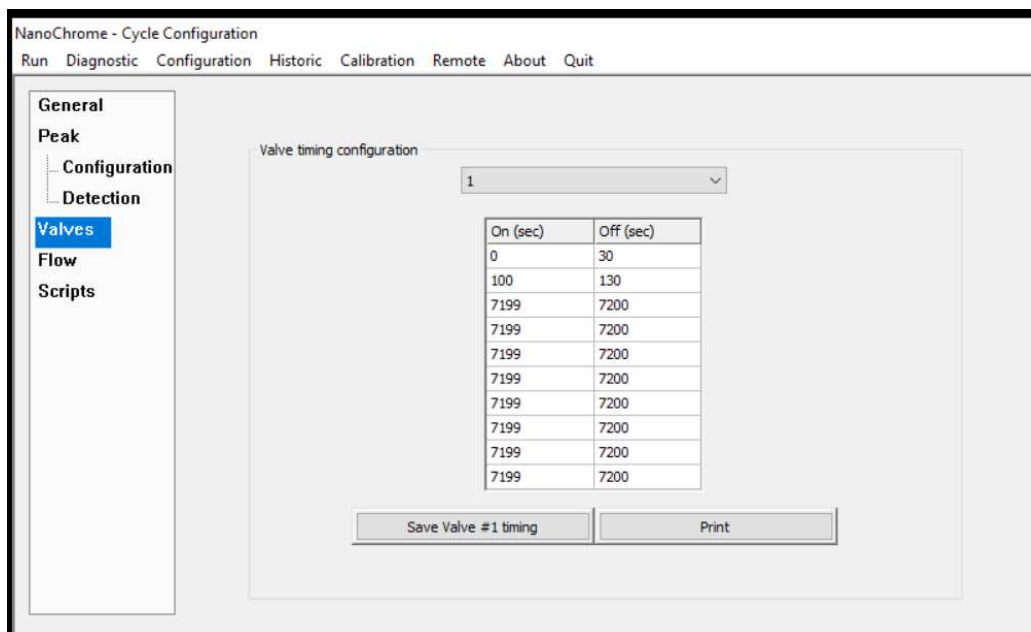 NanoChrome - Cycle Configuration
Run Diagnostic Configuration Historic Calibration Remote About Quit
General
Peak
Configuration
Detection
Valves
Flow
Scripts
Valve timing configuration
1
On (sec) Off (sec)
0 30
100 130
7199 7200
7199 7200
7199 7200
7199 7200
7199 7200
7199 7200
7199 7200
7199 7200
Save Valve #1 timing Print